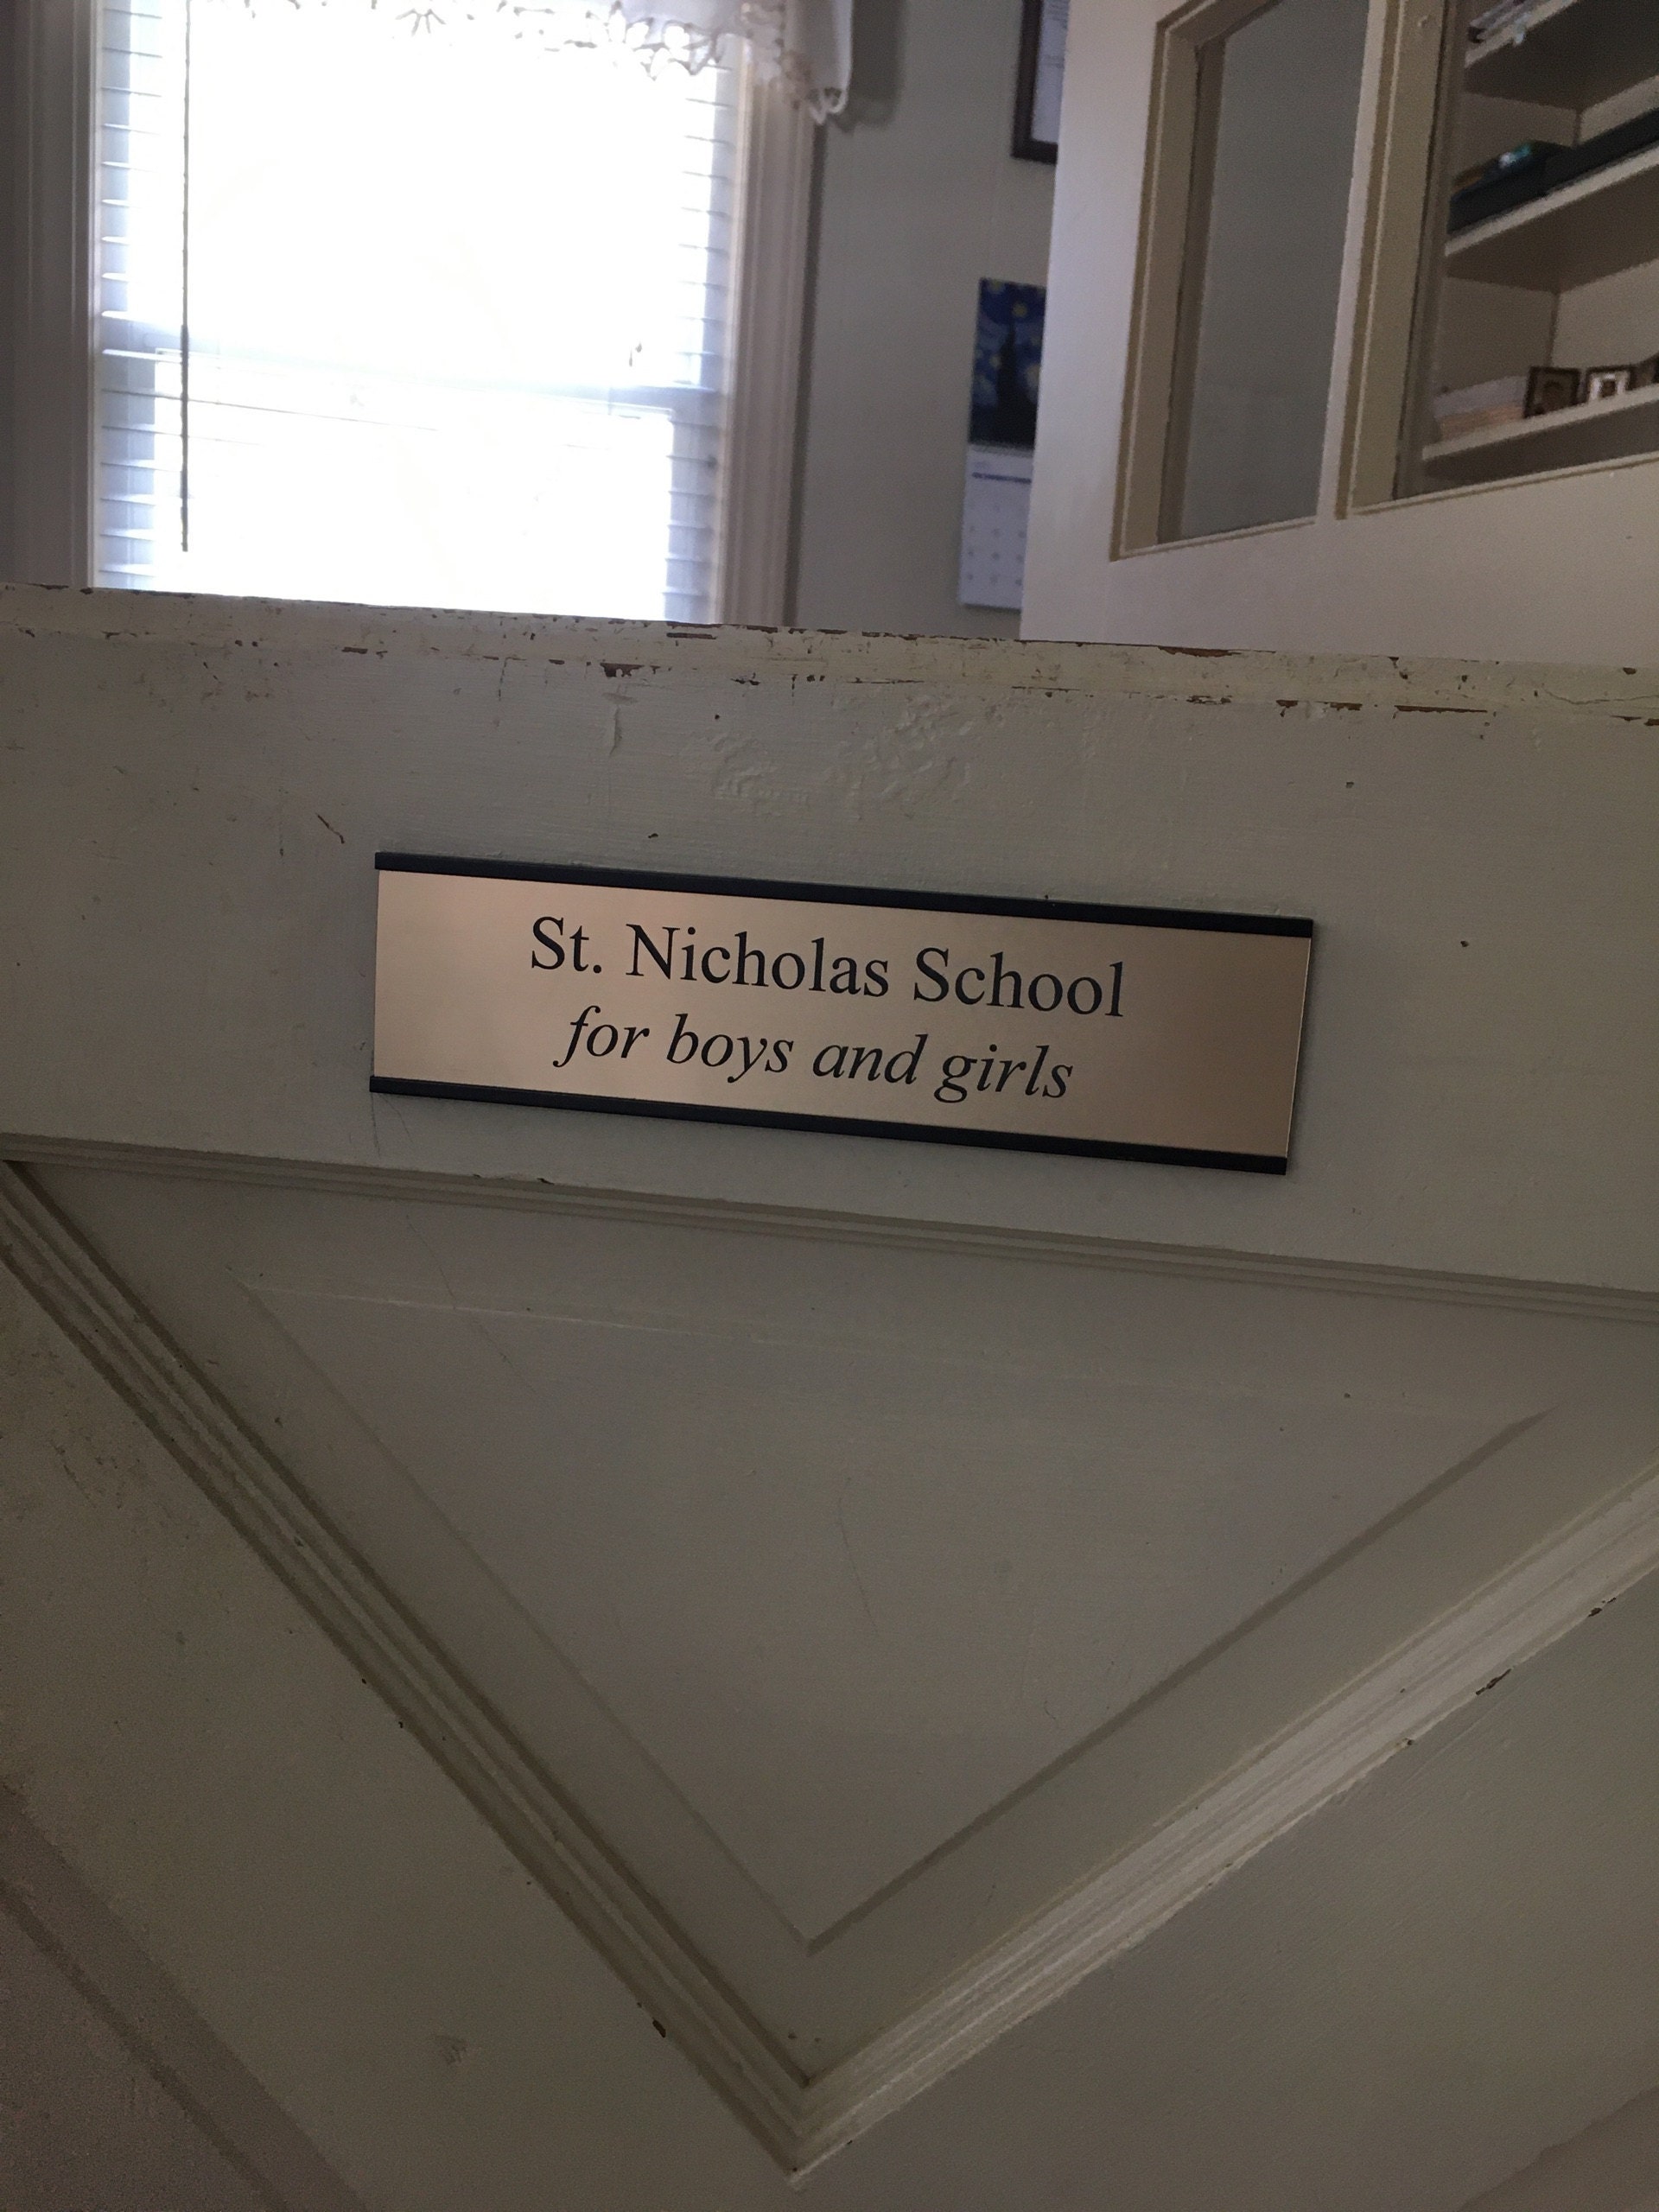 St. Nicholas School
for boys and girls